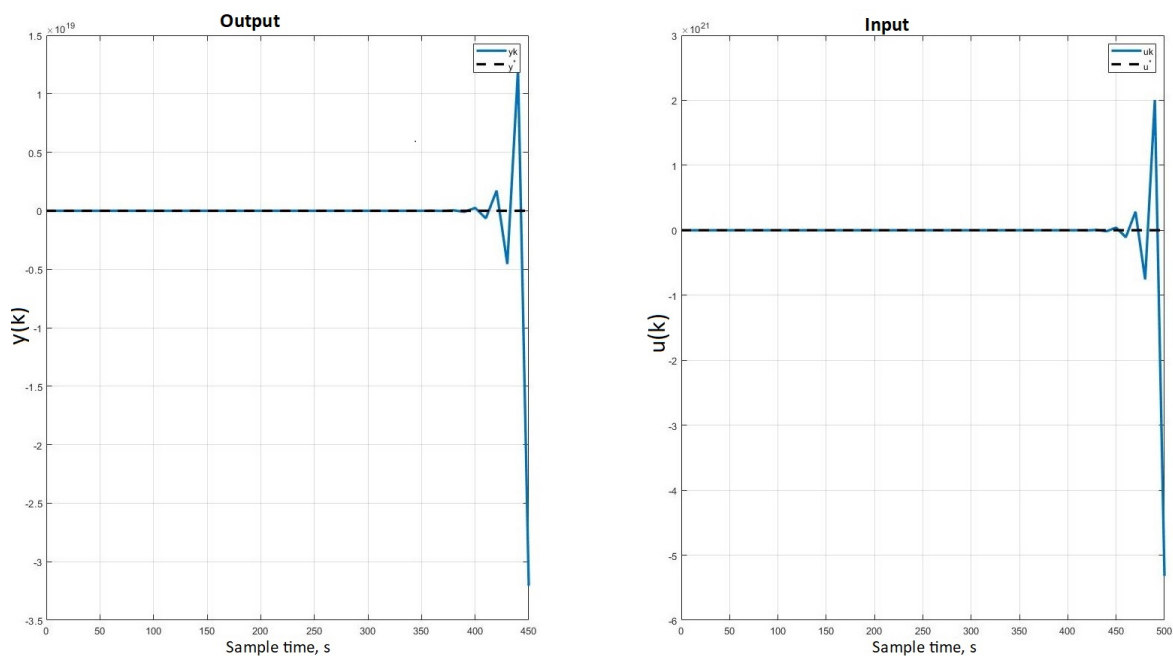 Output
×10^19
1.5
1
0.5
0
-0.5
-1
-1.5
-2
-2.5
-3
-3.5
y(k)
yk
y*
0 50 100 150 200 250 300 350 400 450
Sample time, s
Input
×10^21
3
2
1
0
-1
-2
-3
-4
-5
-6
u(k)
uk
u*
0 50 100 150 200 250 300 350 400 450 500
Sample time, s